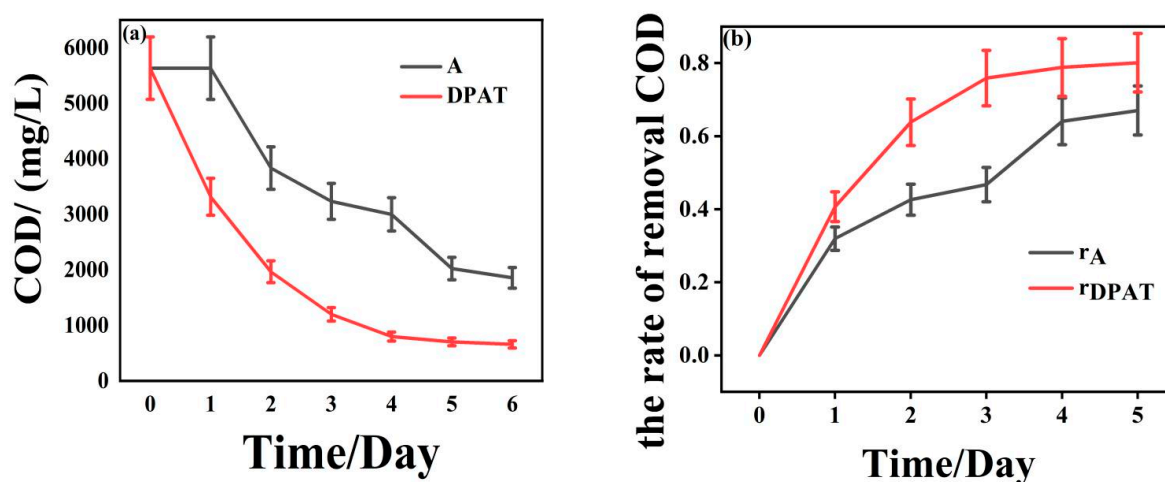 (a)
A
DPAT
6000
5000
4000
3000
2000
1000
0
COD/ (mg/L)
0 1 2 3 4 5 6
Time/Day
(b)
0.8
0.6
0.4
0.2
0.0
the rate of removal COD
rA
rDPAT
0 1 2 3 4 5
Time/Day